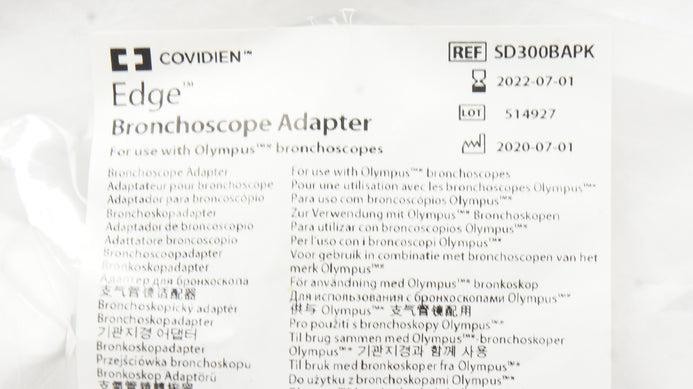 COVIDIEN™
REF SD300BAPK
Edge™
2022-07-01
Bronchoscope Adapter
LOT 514927
For use with Olympus™* bronchoscopes
2020-07-01
Bronchoscope Adapter
For use with Olympus™* bronchoscopes
Adaptateur pour bronchoscope
Pour une utilisation avec les bronchoscopes Olympus™*
Adaptador para broncoscópio
Para uso com broncoscópios Olympus™*
Bronchoskopadapter
Zur Verwendung mit Olympus™* Bronchoskopen
Adaptador de broncoscopio
Para utilizar con broncoscopios Olympus™*
Adattatore broncoscopio
Per l'uso con i broncoscopi Olympus™*
Bronchoscoopadapter
Voor gebruik in combinatie met bronchoscopen van het
merk Olympus™*
Bronkoskopadapter
För användning med Olympus™* bronkoskop
Адаптер для бронхоскопа
Для использования с бронхоскопами Olympus™*
支气管镜适配器
供与 Olympus™* 支气管镜配用
Bronchoskopický adaptér
Pro použití s bronchoskopy Olympus™*
Bronkoskopadapter
Til brug sammen med Olympus™*-bronkoskoper
기관지경 어댑터
Olympus™* 기관지경과 함께 사용
Bronkoskopadapter
Til bruk med bronkoskoper fra Olympus™*
Przejściówka bronchoskopu
Do użytku z bronchoskopami Olympus™*
Bronkoskop Adaptörü